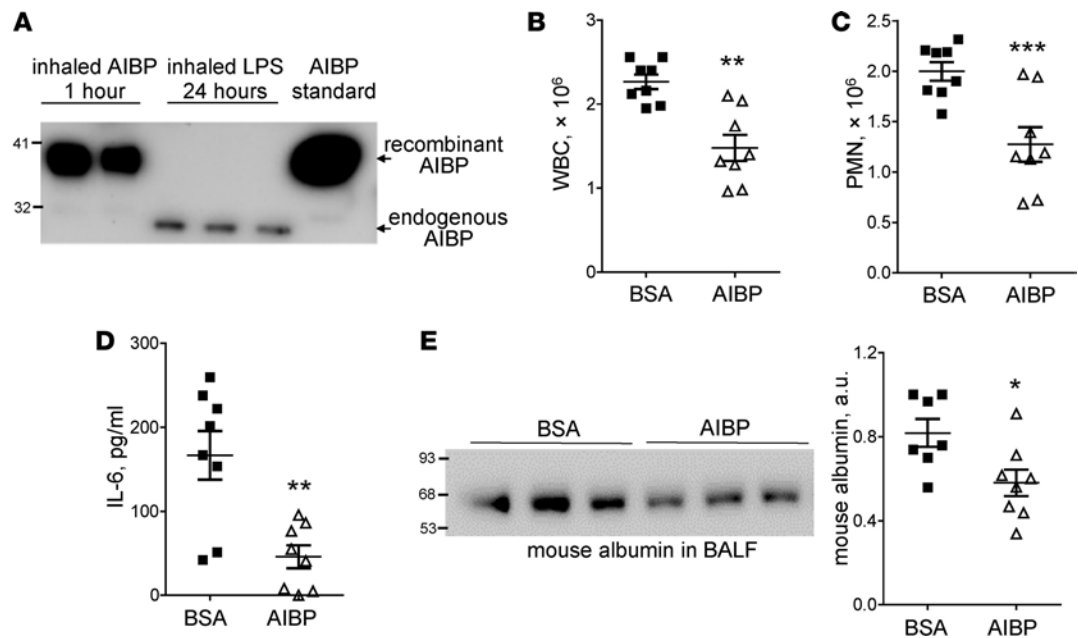 A
inhaled AIBP inhaled LPS AIBP
1 hour 24 hours standard
41
32
recombinant
AIBP
endogenous
AIBP
B
WBC, × 10⁶
3
2
1
0
**
BSA AIBP
C
PMN, × 10⁶
2.5
2.0
1.5
1.0
0.5
0.0
***
BSA AIBP
D
IL-6, pg/ml
300
200
100
0
**
BSA AIBP
E
BSA AIBP
93
68
53
mouse albumin in BALF
mouse albumin, a.u.
1.2
0.8
0.4
0.0
*
BSA AIBP